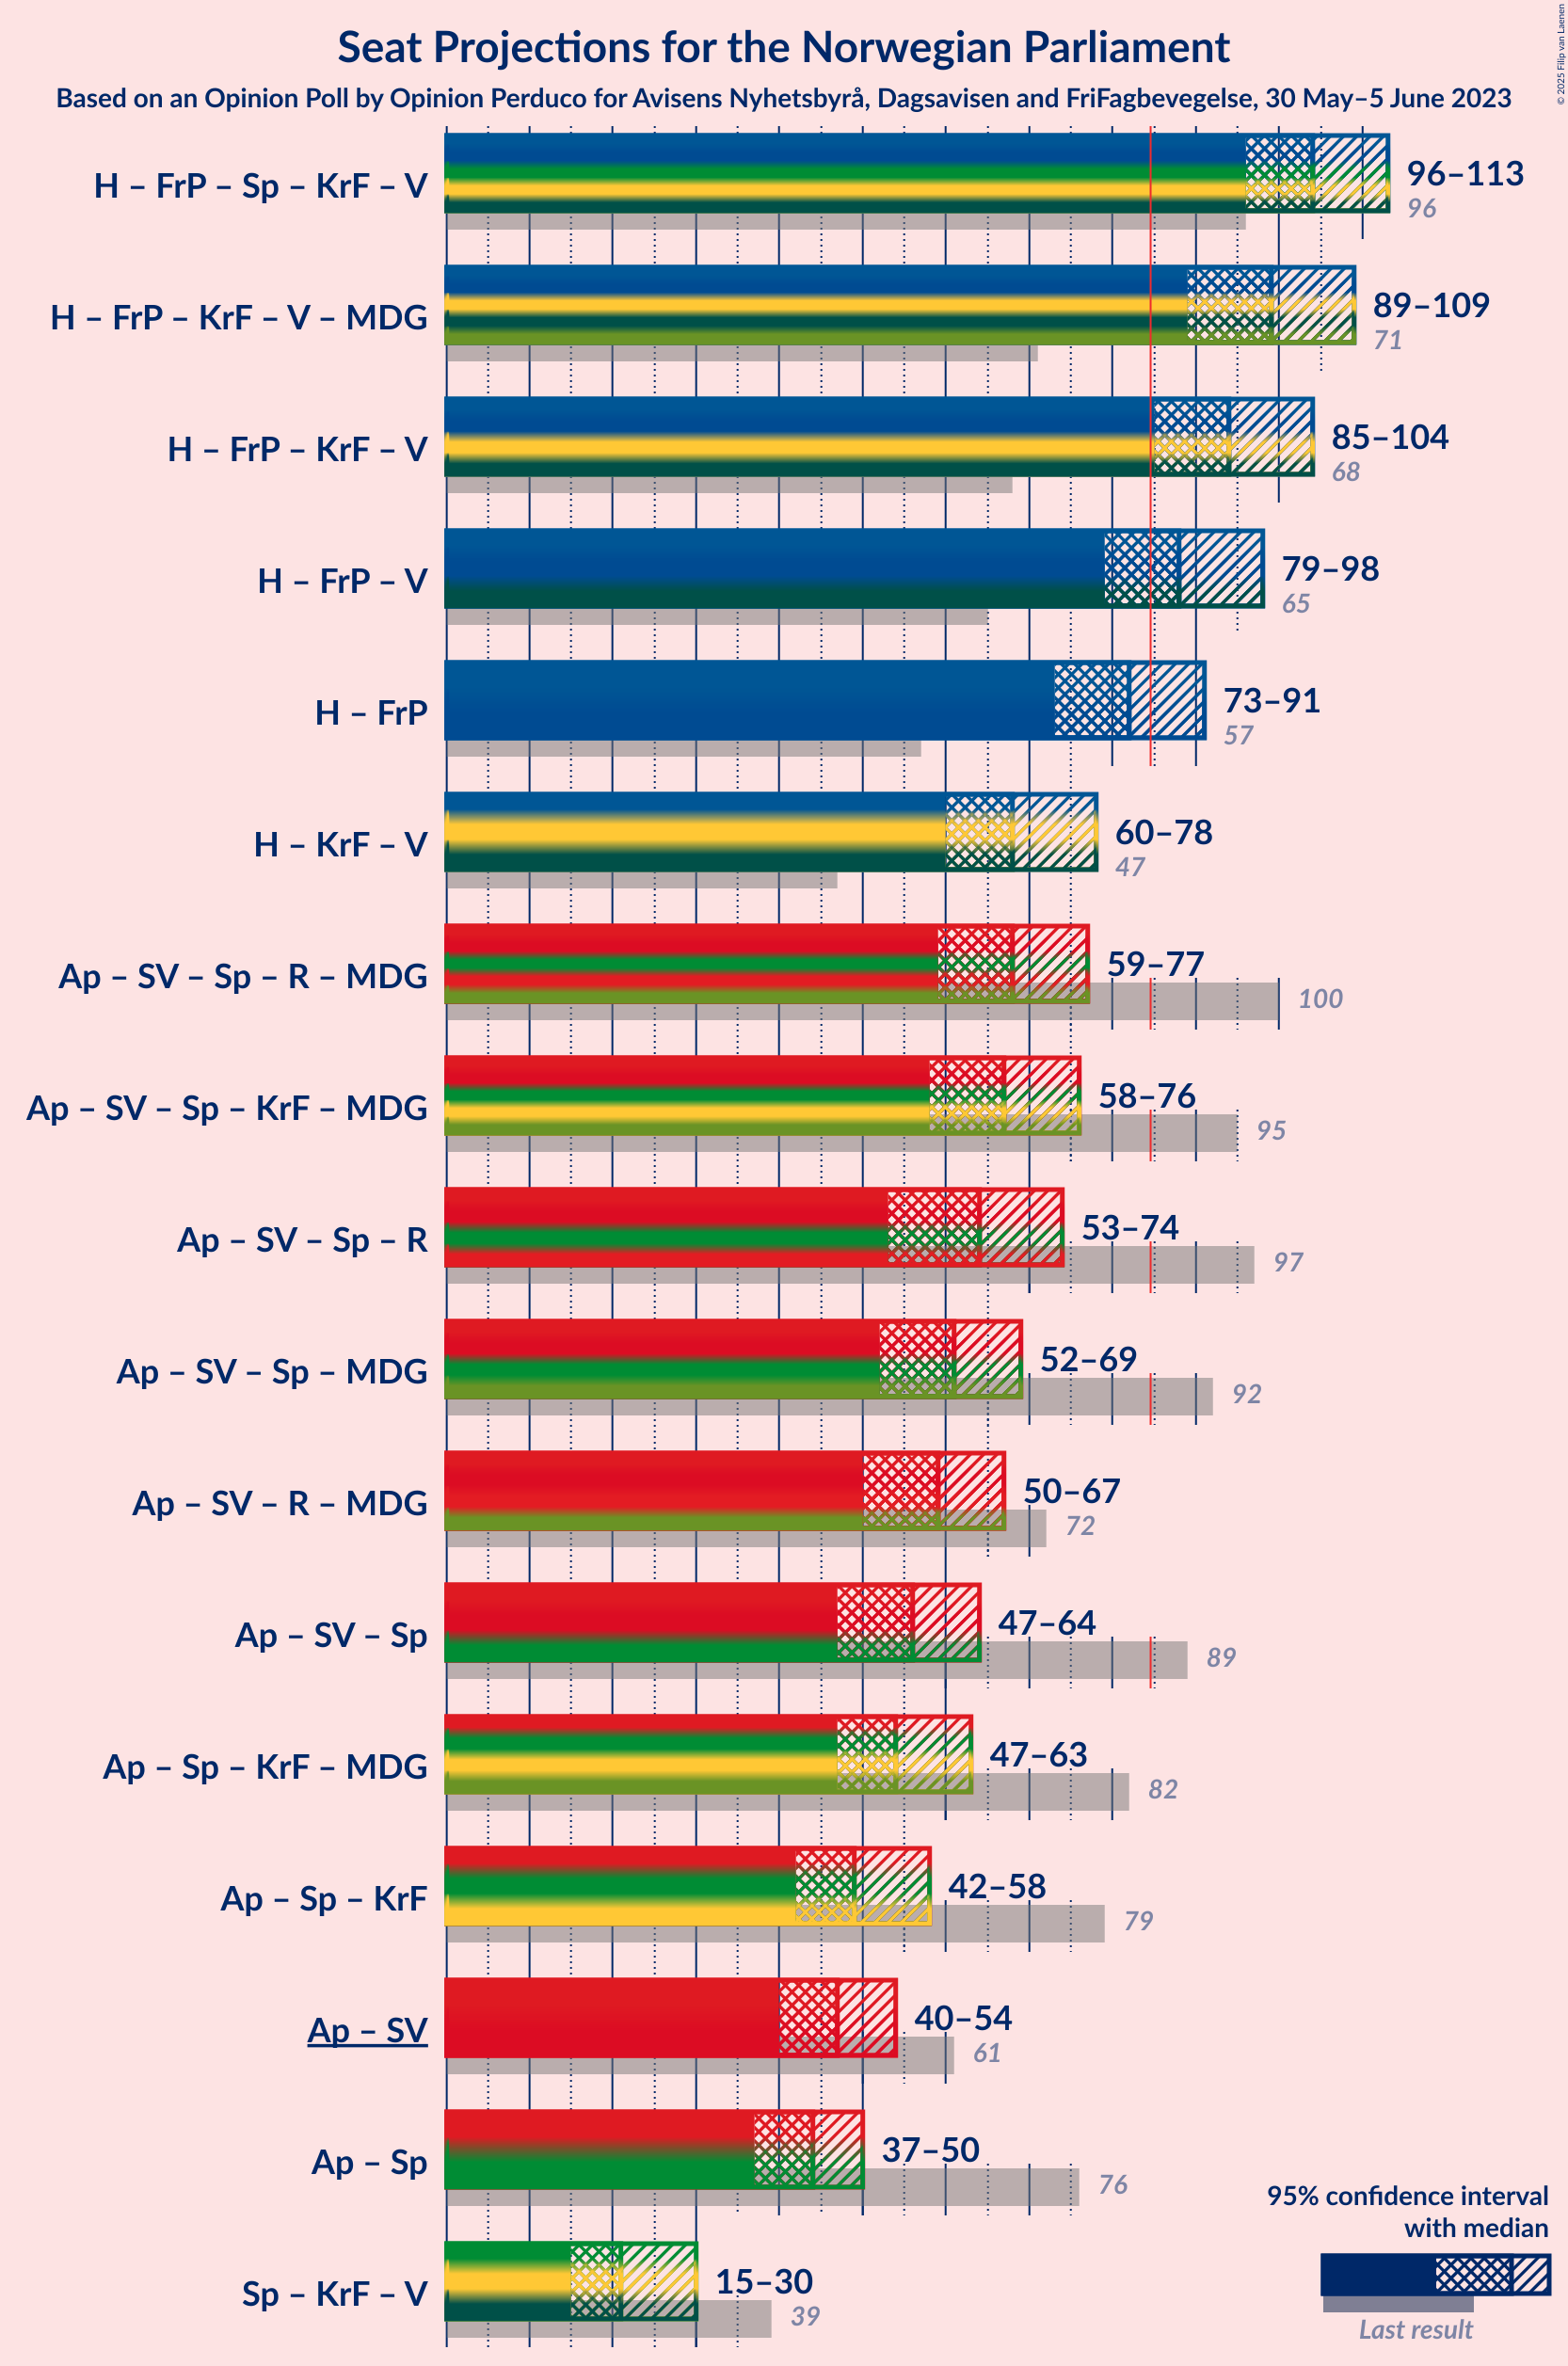 Seat Projections for the Norwegian Parliament
Based on an Opinion Poll by Opinion Perduco for Avisens Nyhetsbyrå, Dagsavisen and FriFagbevegelse, 30 May–5 June 2023
© 2025 Filip van Laenen
H – FrP – Sp – KrF – V
96–113
96
H – FrP – KrF – V – MDG
89–109
71
H – FrP – KrF – V
85–104
68
H – FrP – V
79–98
65
H – FrP
73–91
57
H – KrF – V
60–78
47
Ap – SV – Sp – R – MDG
59–77
100
Ap – SV – Sp – KrF – MDG
58–76
95
Ap – SV – Sp – R
53–74
97
Ap – SV – Sp – MDG
52–69
92
Ap – SV – R – MDG
50–67
72
Ap – SV – Sp
47–64
89
Ap – Sp – KrF – MDG
47–63
82
Ap – Sp – KrF
42–58
79
Ap – SV
40–54
61
Ap – Sp
37–50
76
Sp – KrF – V
15–30
39
95% confidence interval
with median
Last result